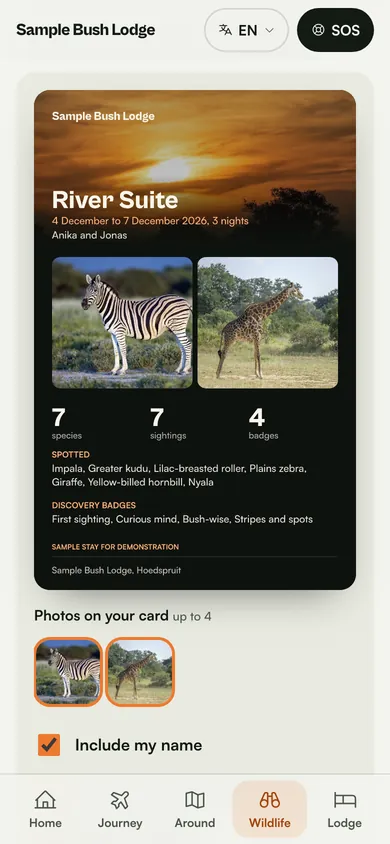 Sample Bush Lodge
EN
SOS
Sample Bush Lodge
River Suite
4 December to 7 December 2026, 3 nights
Anika and Jonas
7
species
7
sightings
4
badges
SPOTTED
Impala, Greater kudu, Lilac-breasted roller, Plains zebra,
Giraffe, Yellow-billed hornbill, Nyala
DISCOVERY BADGES
First sighting, Curious mind, Bush-wise, Stripes and spots
SAMPLE STAY FOR DEMONSTRATION
Sample Bush Lodge, Hoedspruit
Photos on your card up to 4
Include my name
Home
Journey
Around
Wildlife
Lodge